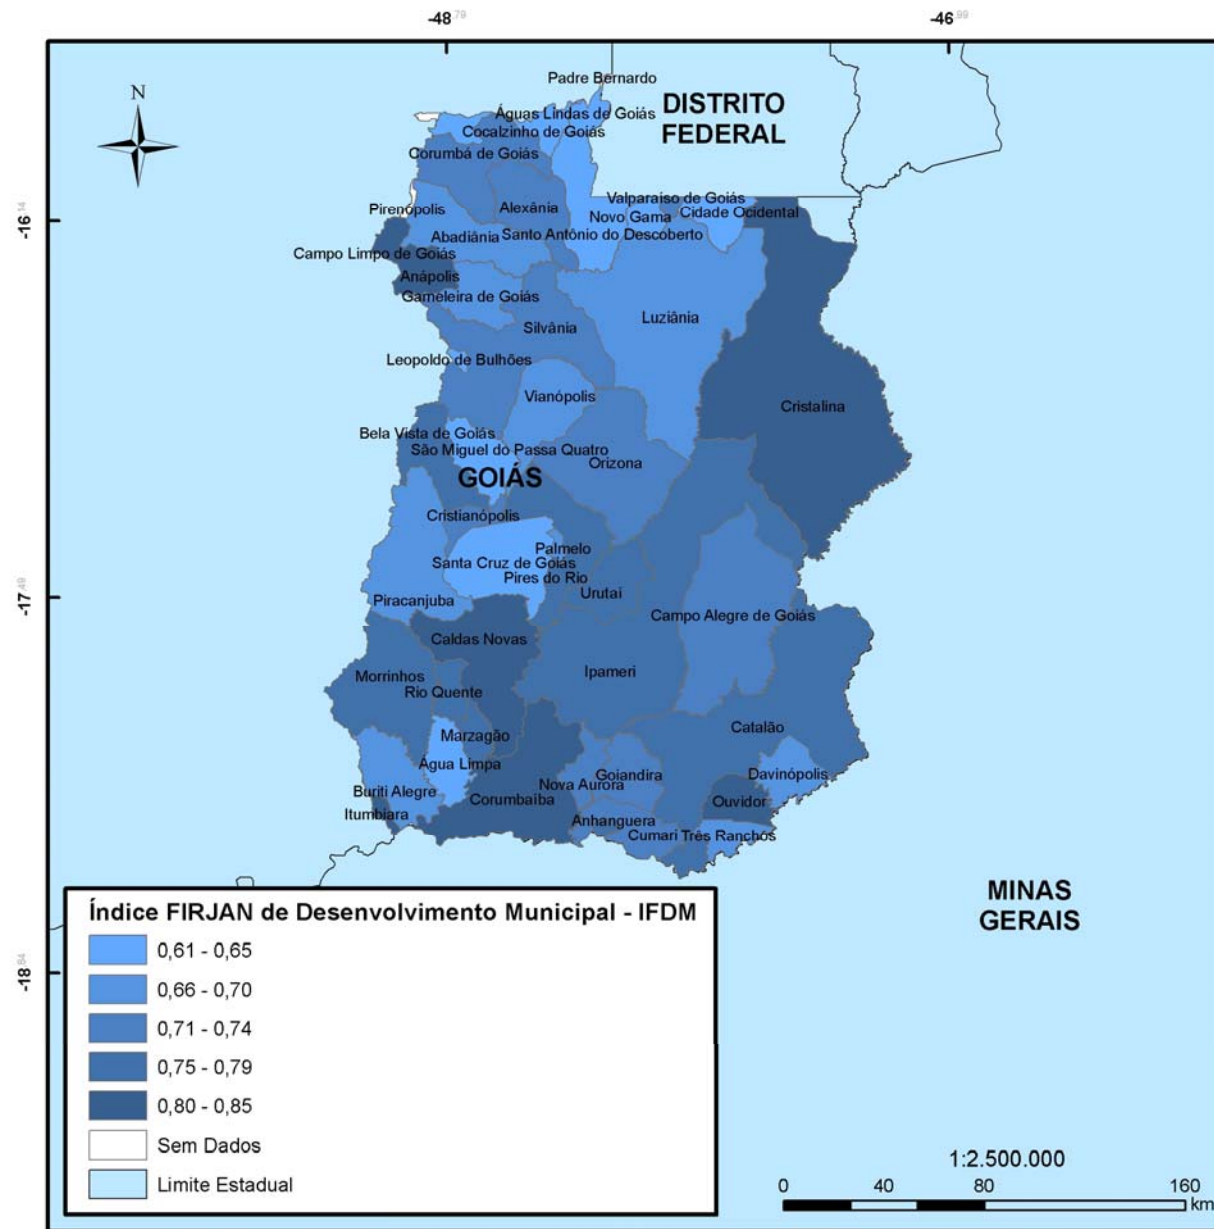 -48,79
-46,99
N
Padre Bernardo
DISTRITO
FEDERAL
Águas Lindas de Goiás
Cocalzinho de Goiás
Corumbá de Goiás
Valparaíso de Goiás
Cidade Ocidental
Pirenópolis
Alexânia
Novo Gama
-16,14
Abadiânia
Santo Antônio do Descoberto
Campo Limpo de Goiás
Anápolis
Gameleira de Goiás
Luziânia
Silvânia
Leopoldo de Bulhões
Vianópolis
Cristalina
Bela Vista de Goiás
São Miguel do Passa Quatro
Orizona
GOIÁS
Cristianópolis
Palmelo
Santa Cruz de Goiás
Pires do Rio
Urutaí
-17,49
Piracanjuba
Campo Alegre de Goiás
Caldas Novas
Ipameri
Morrinhos
Rio Quente
Catalão
Marzagão
Água Limpa
Goiandira
Davinópolis
Nova Aurora
Buriti Alegre
Corumbaíba
Ouvidor
Itumbiara
Anhanguera
Cumari
Três Ranchos
MINAS
GERAIS
-18,84
Índice FIRJAN de Desenvolvimento Municipal - IFDM
0,61 - 0,65
0,66 - 0,70
0,71 - 0,74
0,75 - 0,79
0,80 - 0,85
Sem Dados
Limite Estadual
1:2.500.000
0 40 80 160
km